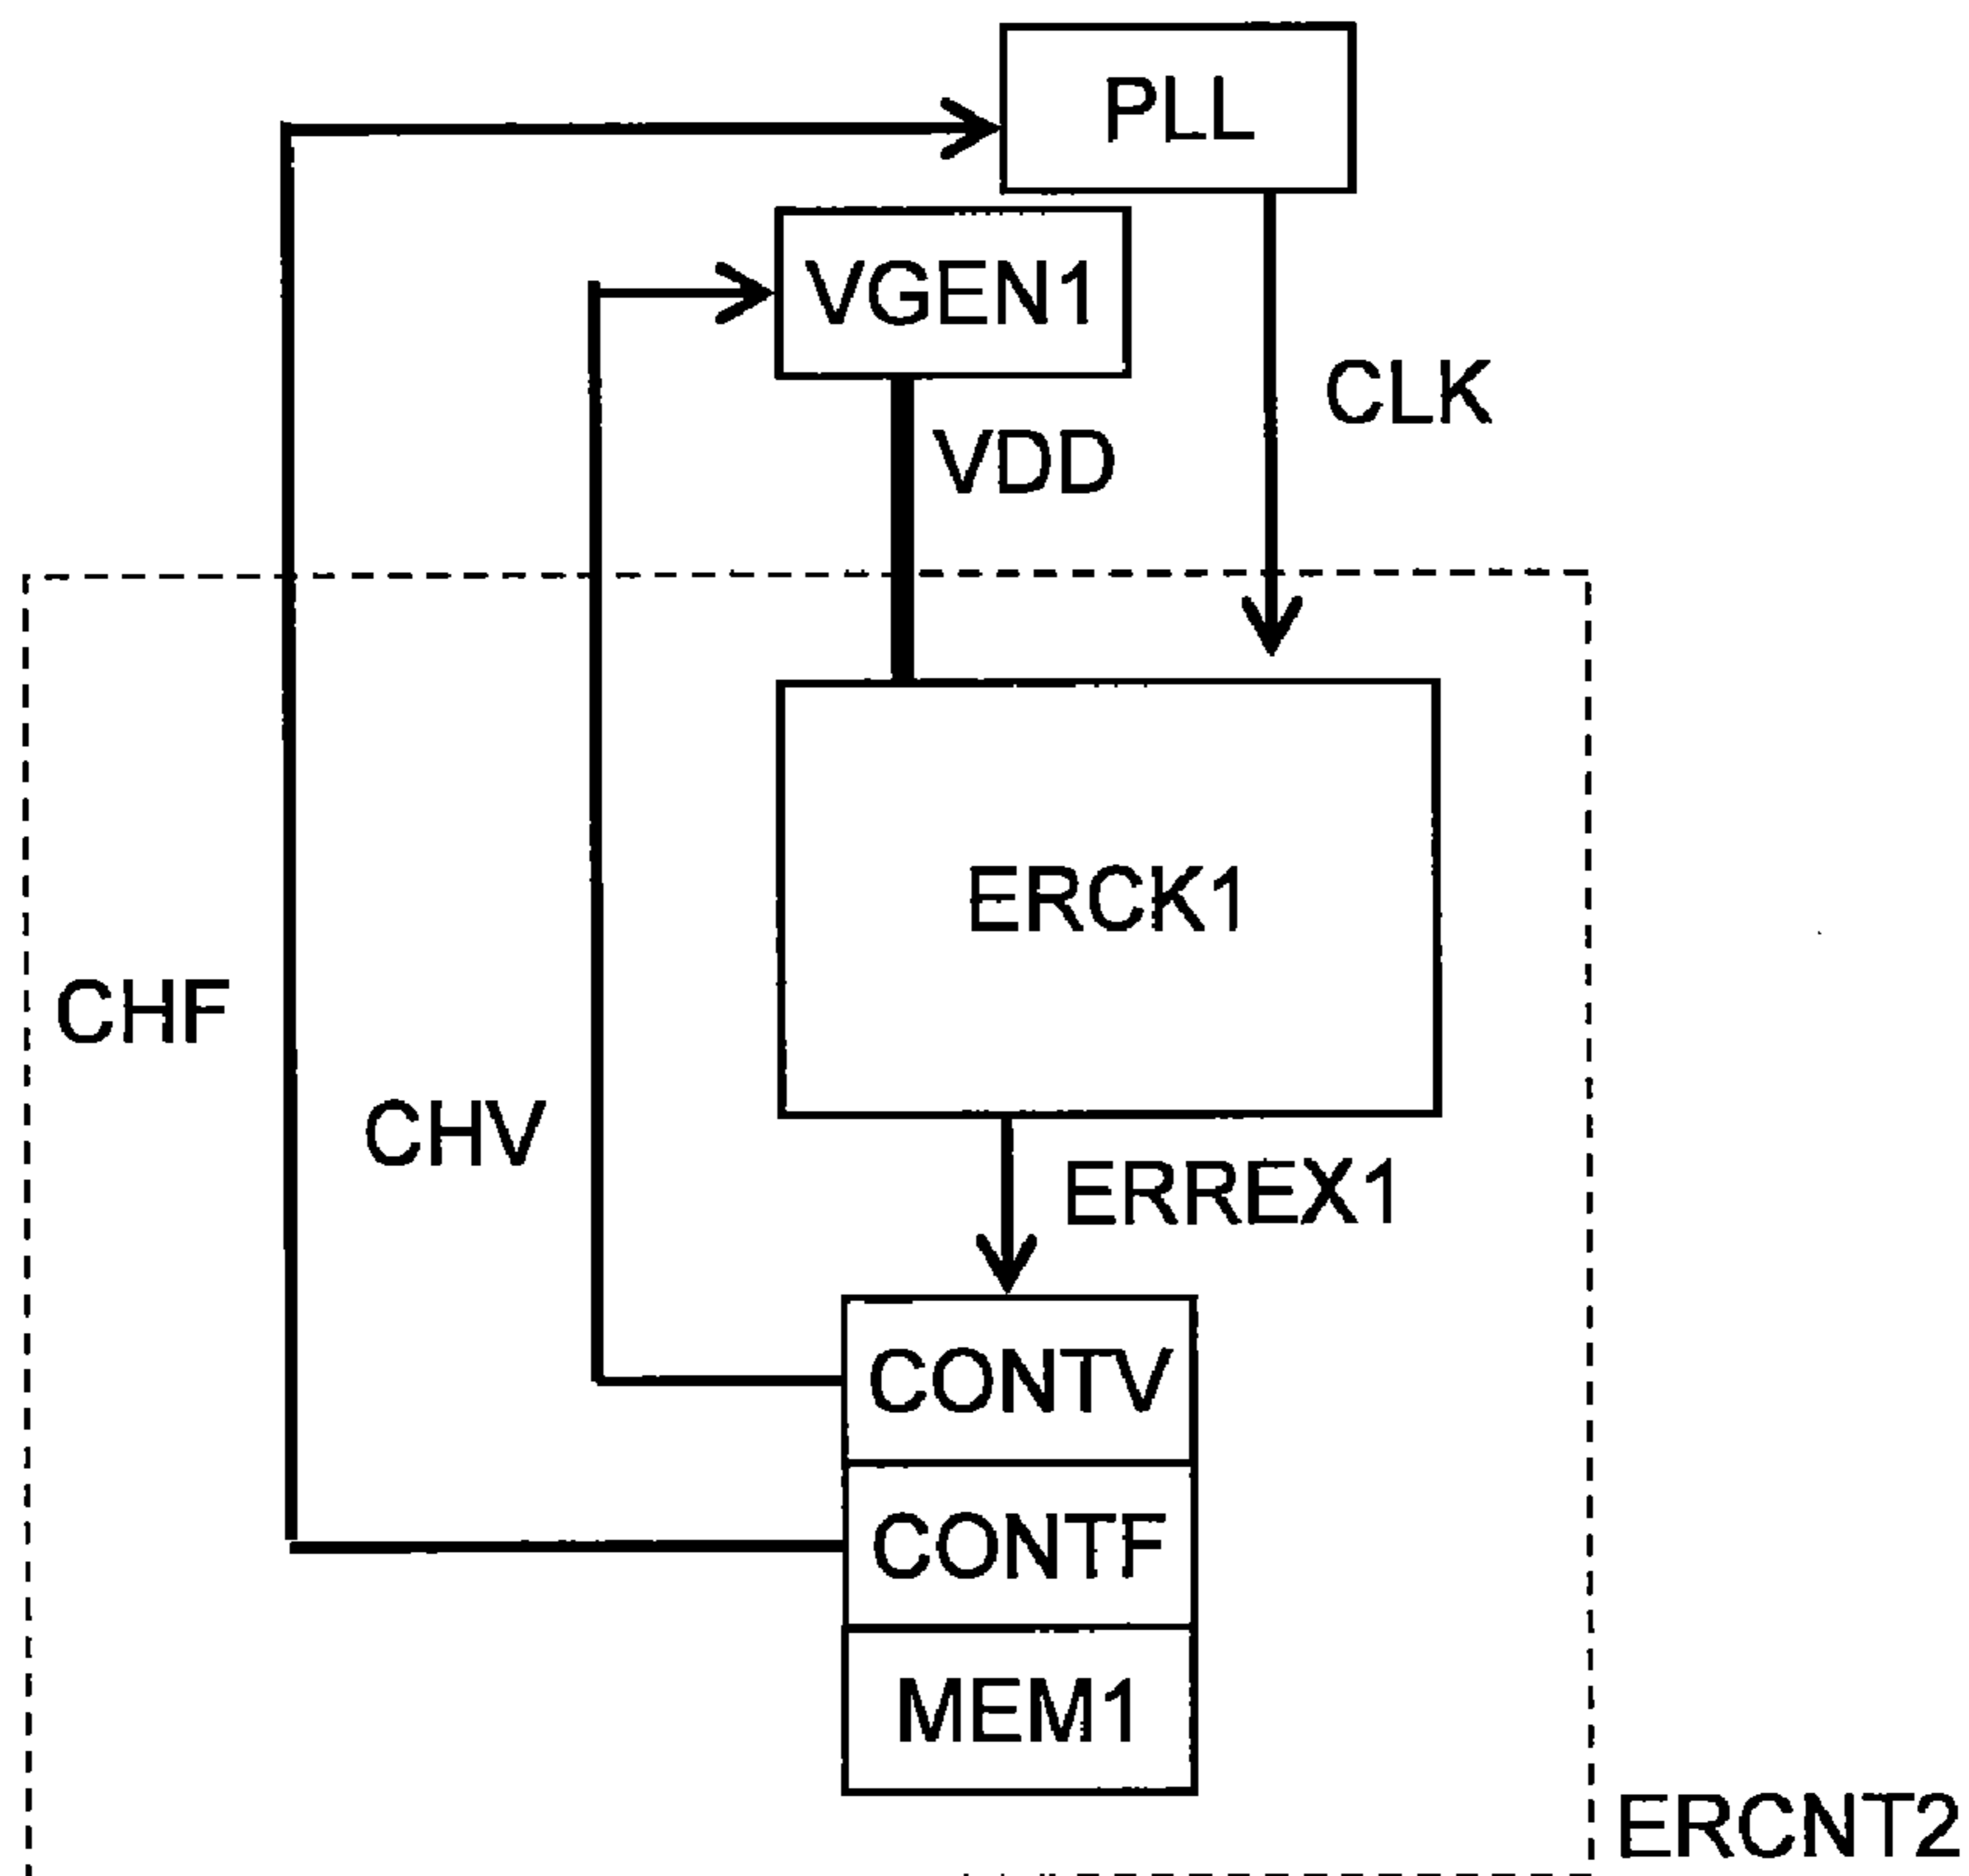 PLL
VGEN1
CLK
VDD
ERCK1
CHF
CHV
ERREX1
CONTV
CONTF
MEM1
ERCNT2